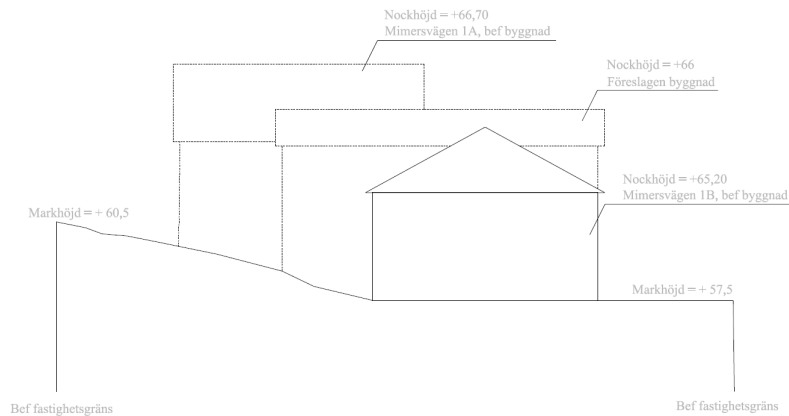 Nockhöjd = +66,70
Mimersvägen 1A, bef byggnad
Nockhöjd = +66
Föreslagen byggnad
Nockhöjd = +65,20
Mimersvägen 1B, bef byggnad
Markhöjd = + 60,5
Markhöjd = + 57,5
Bef fastighetsgräns
Bef fastighetsgräns